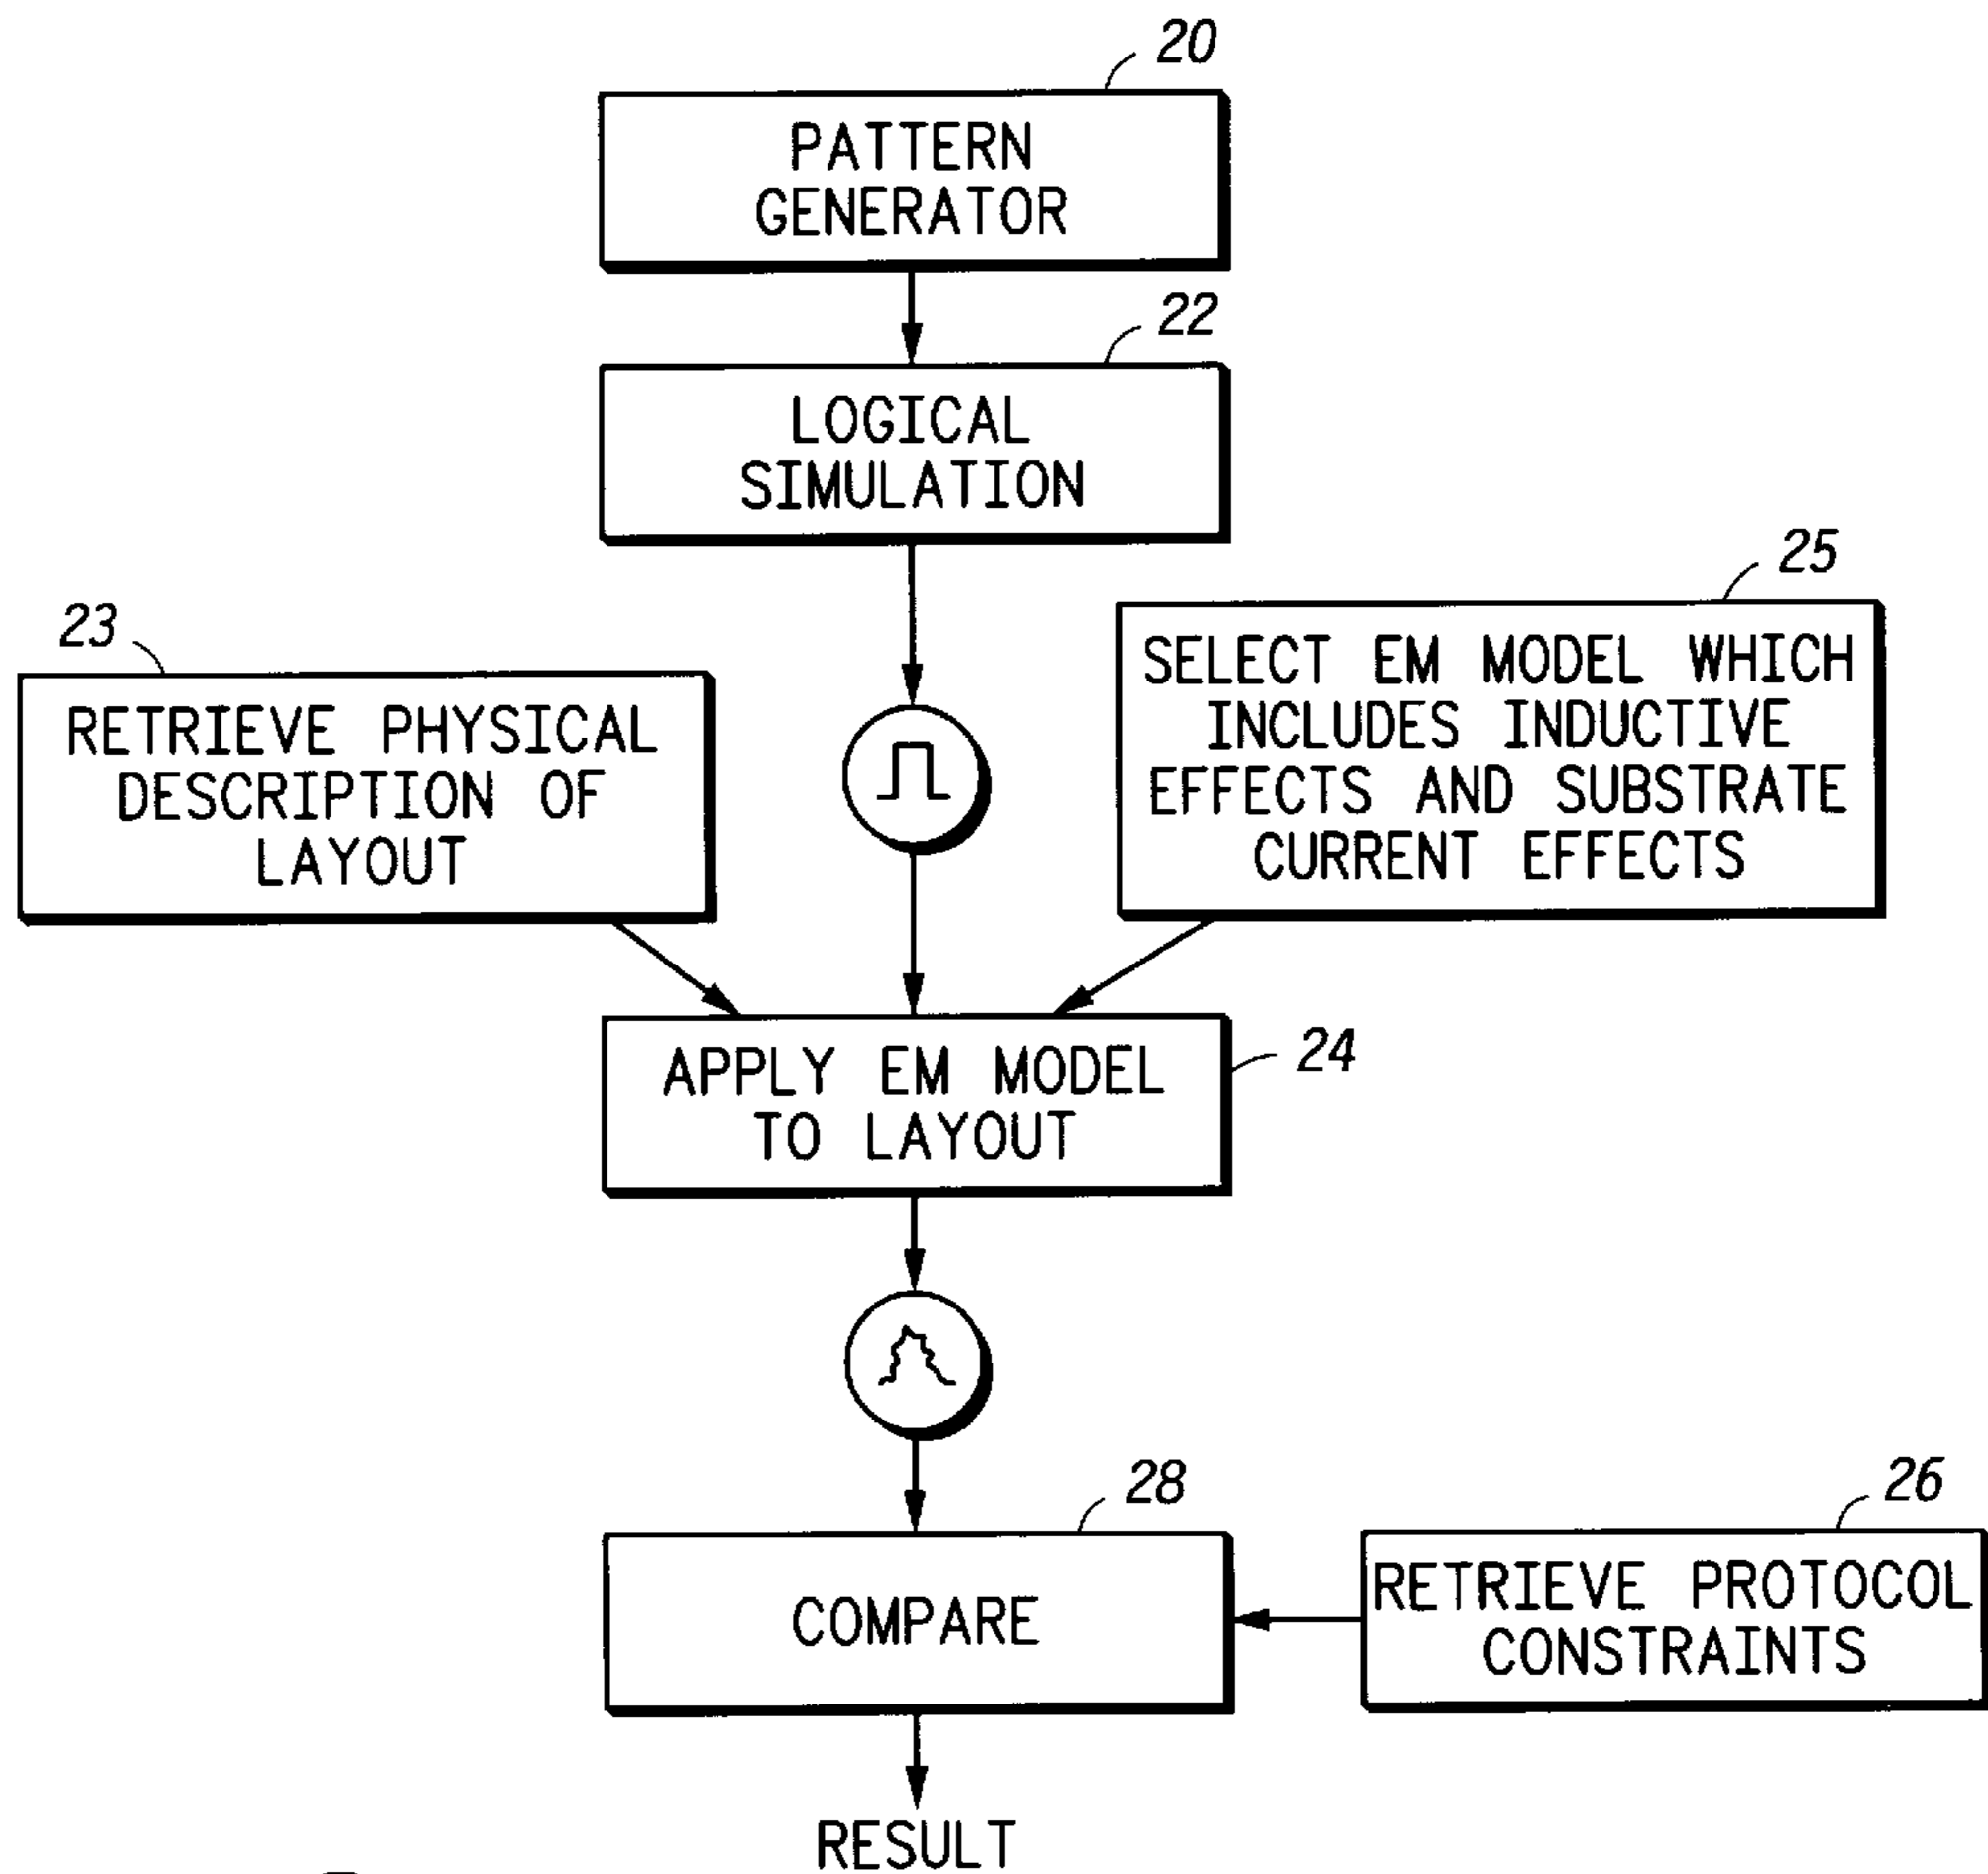 20
PATTERN
GENERATOR
22
LOGICAL
SIMULATION
23
RETRIEVE PHYSICAL
DESCRIPTION OF
LAYOUT
25
SELECT EM MODEL WHICH
INCLUDES INDUCTIVE
EFFECTS AND SUBSTRATE
CURRENT EFFECTS
24
APPLY EM MODEL
TO LAYOUT
28
COMPARE
26
RETRIEVE PROTOCOL
CONSTRAINTS
RESULT